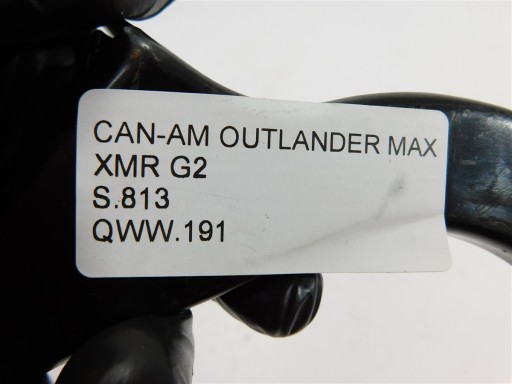 CAN-AM OUTLANDER MAX
XMR G2
S.813
QWW.191